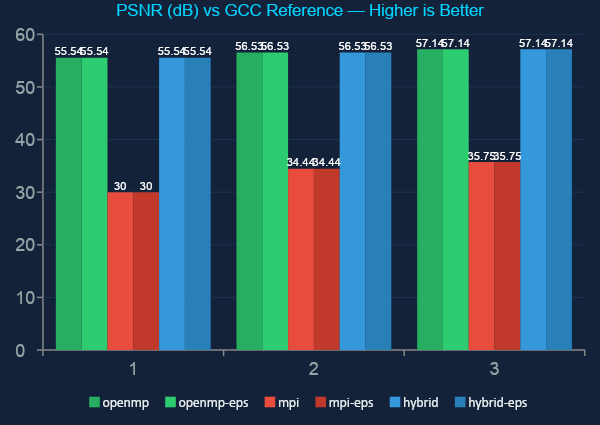 PSNR (dB) vs GCC Reference — Higher is Better
60
50
40
30
20
10
0
55.54 55.54 30 30 55.54 55.54
56.53 56.53 34.44 34.44 56.53 56.53
57.14 57.14 35.75 35.75 57.14 57.14
1 2 3
openmp openmp-eps mpi mpi-eps hybrid hybrid-eps